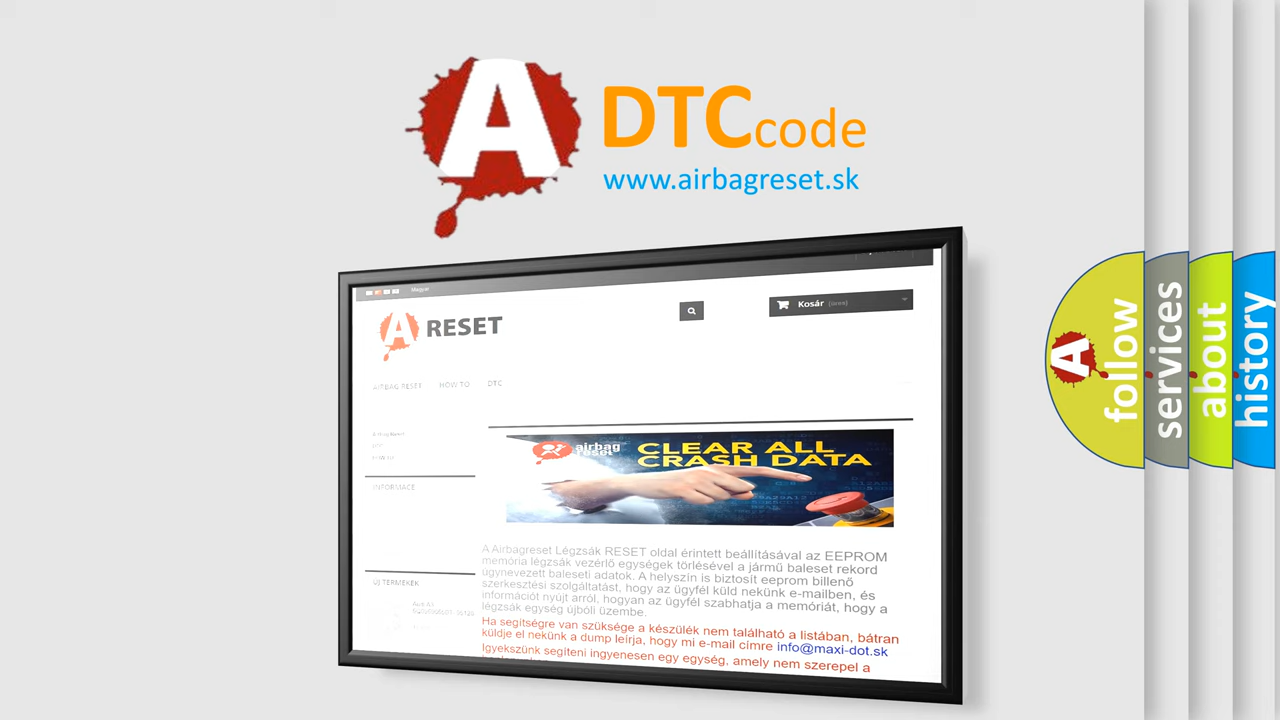 A
DTC code
www.airbagreset.sk
Magyar
Kosár (üres)
A RESET
AIRBAG RESET HOW TO DTC
INFORMACE
airbag reset
CLEAR ALL
CRASH DATA
A Airbagreset Légzsák RESET oldal érintett beállításával az EEPROM
memória légzsák vezérlő egységek törlésével a jármű baleset rekord
úgynevezett baleseti adatok. A helyszín is biztosít eeprom billenő
szerkesztési szolgáltatást, hogy az ügyfél küld nekünk e-mailben, és
információt nyújt arról, hogyan az ügyfél szabhatja a memóriát, hogy a
légzsák egység újbóli üzembe.
Ha segítségre van szüksége a készülék nem található a listában, bátran
küldje el nekünk a dump leírja, hogy mi e-mail címre info@maxi-dot.sk
Igyekszünk segíteni ingyenesen egy egység, amely nem szerepel a
ÚJ TERMÉKEK
A
follow
services
about
history